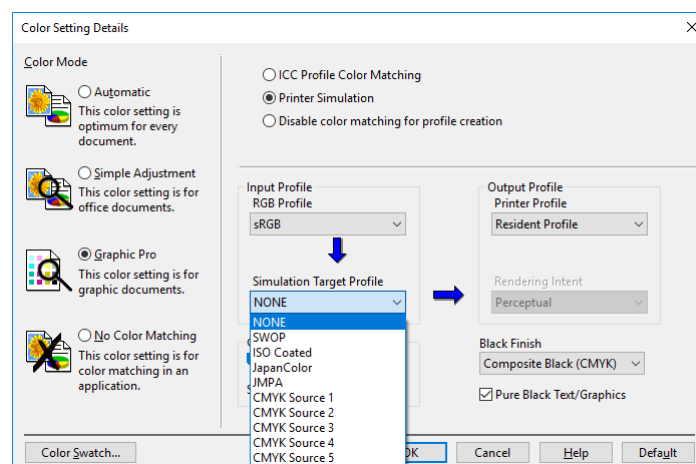 Color Setting Details
Color Mode
Automatic
This color setting is
optimum for every
document.
Simple Adjustment
This color setting is for
office documents.
Graphic Pro
This color setting is for
graphic documents.
No Color Matching
This color setting is for
color matching in an
application.
ICC Profile Color Matching
Printer Simulation
Disable color matching for profile creation
Input Profile
RGB Profile
sRGB
Simulation Target Profile
NONE
NONE
SWOP
ISO Coated
JapanColor
JMPA
CMYK Source 1
CMYK Source 2
CMYK Source 3
CMYK Source 4
CMYK Source 5
Output Profile
Printer Profile
Resident Profile
Rendering Intent
Perceptual
Black Finish
Composite Black (CMYK)
Pure Black Text/Graphics
Color Swatch...
Cancel
Help
Default